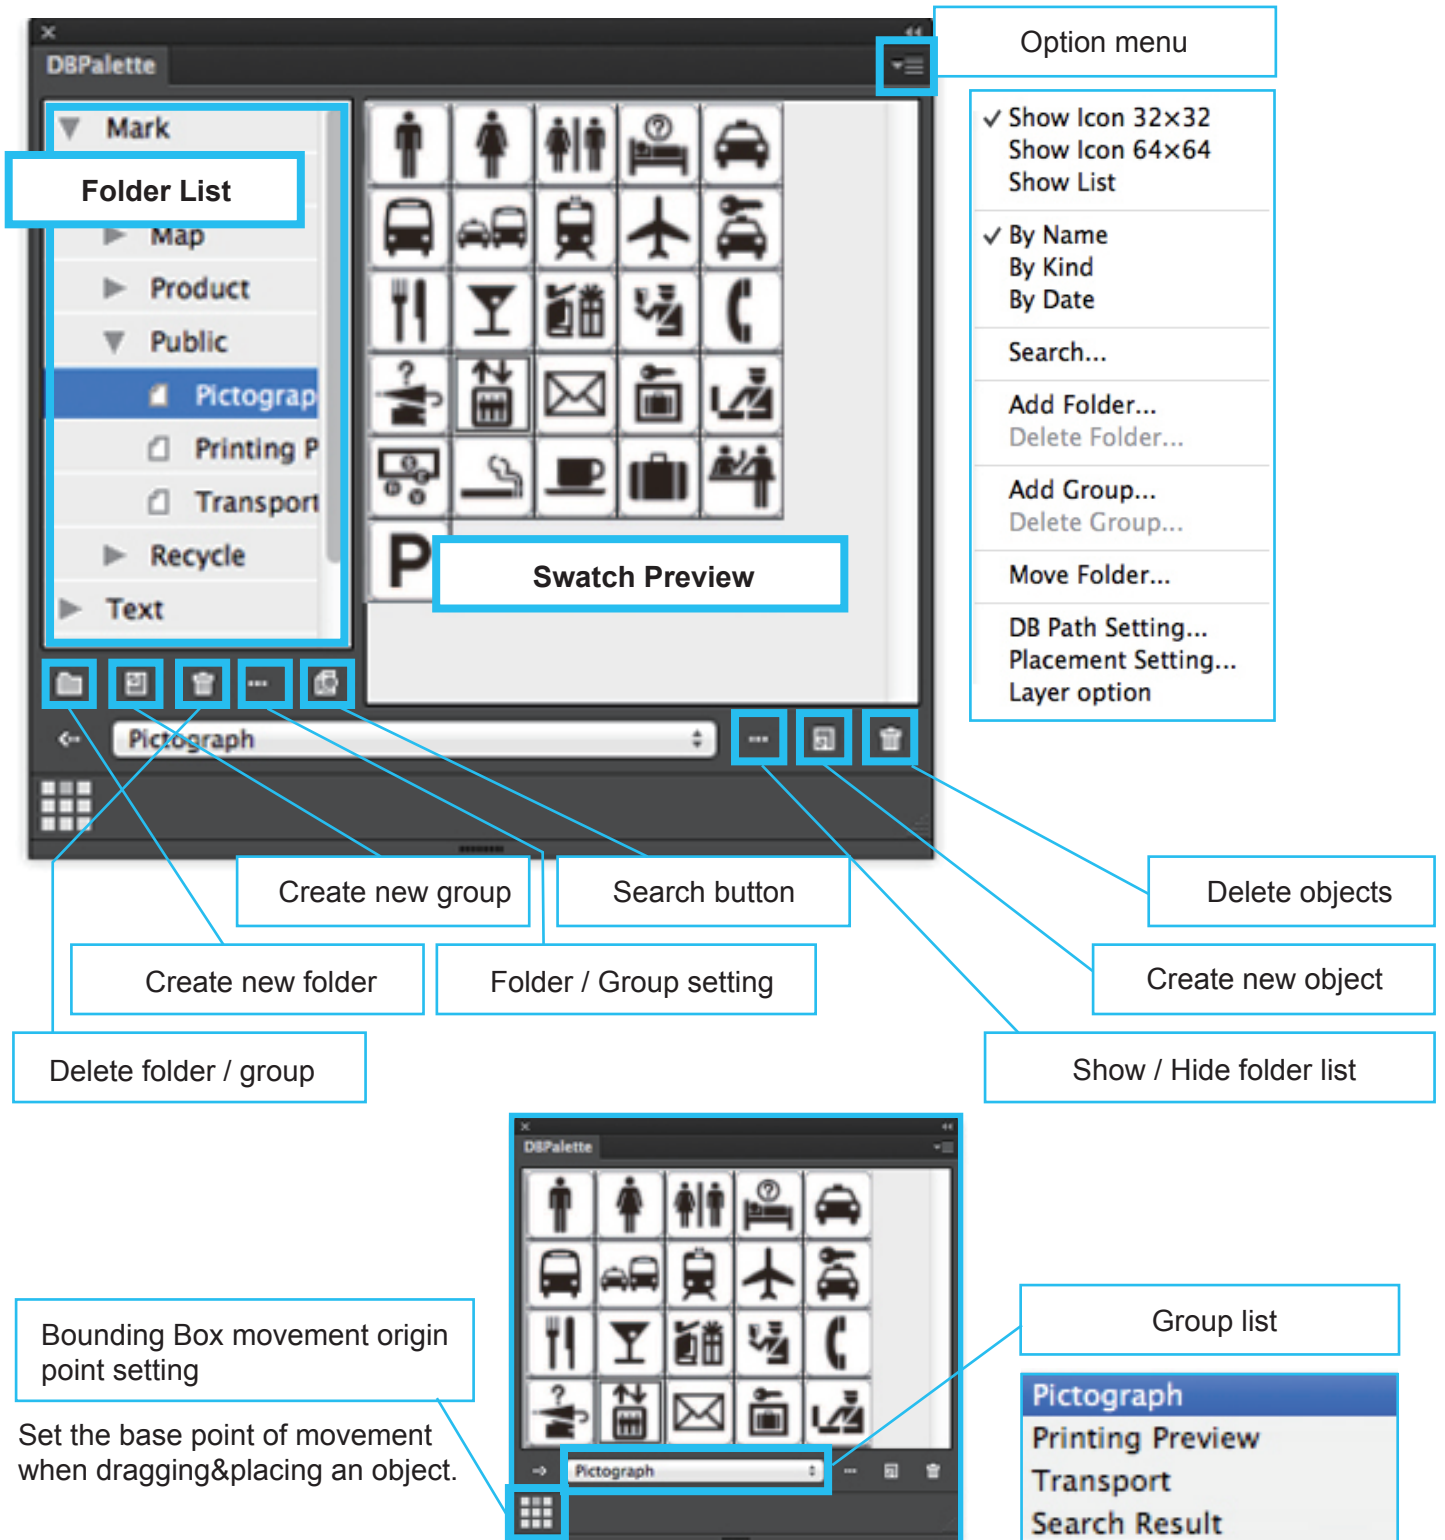 DBPalette
Option menu
Mark
Folder List
Map
Product
Public
Pictograp
Printing P
Transport
Recycle
Text
Swatch Preview
P
Pictograph
✓ Show Icon 32×32
Show Icon 64×64
Show List
✓ By Name
By Kind
By Date
Search...
Add Folder...
Delete Folder...
Add Group...
Delete Group...
Move Folder...
DB Path Setting...
Placement Setting...
Layer option
Create new group
Search button
Delete objects
Create new folder
Folder / Group setting
Create new object
Delete folder / group
Show / Hide folder list
DBPalette
Bounding Box movement origin
point setting
Set the base point of movement
when dragging&placing an object.
Pictograph
Group list
Pictograph
Printing Preview
Transport
Search Result